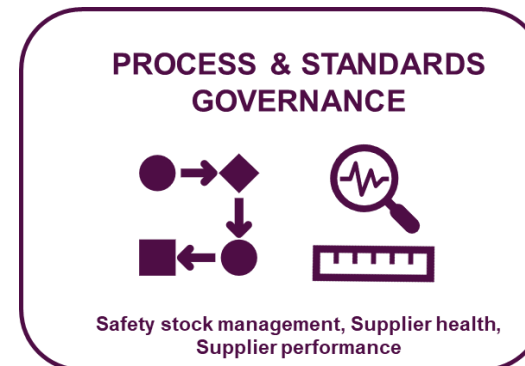 PROCESS & STANDARDS
GOVERNANCE
Safety stock management, Supplier health,
Supplier performance